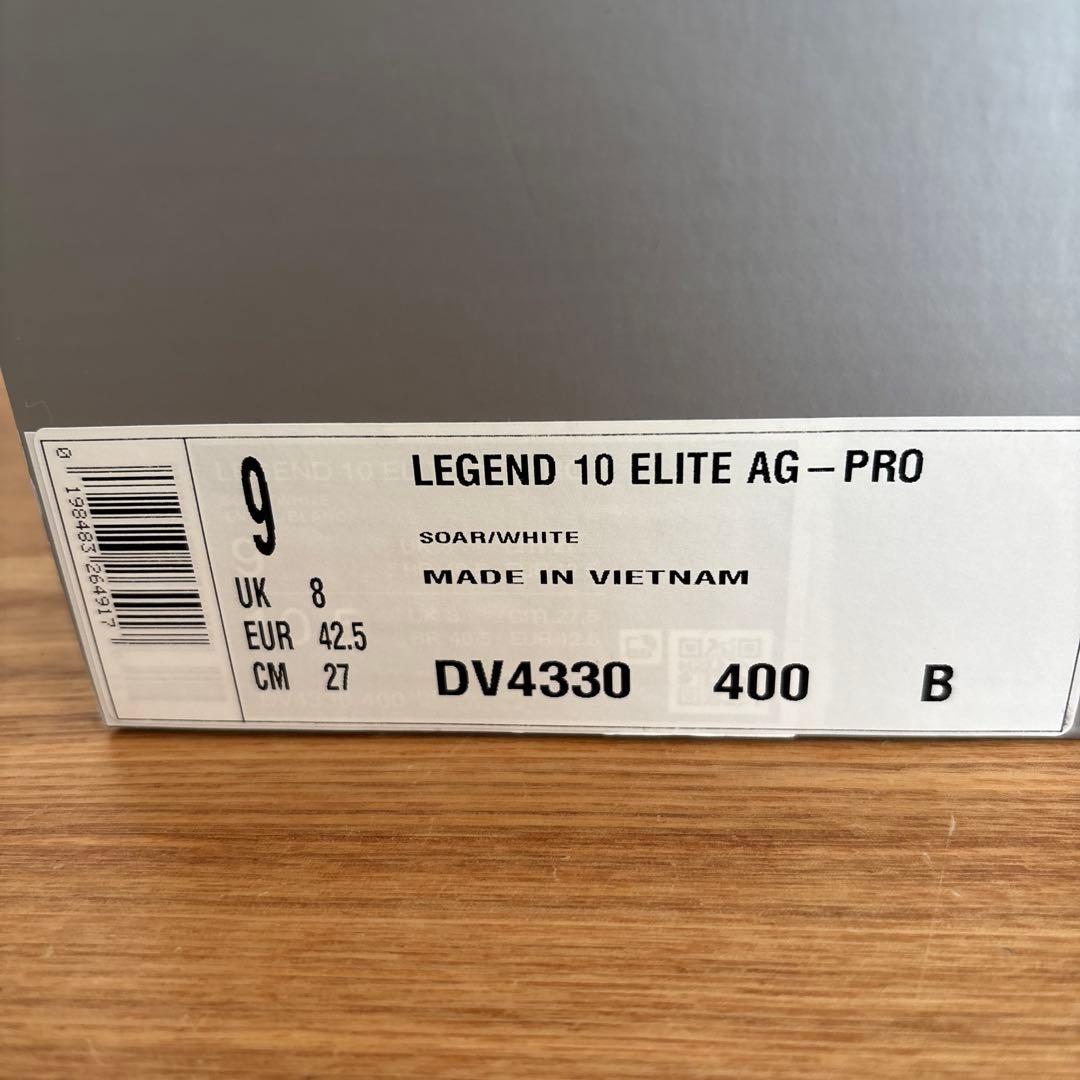 0 198483 264917
9
UK 8
EUR 42.5
CM 27
LEGEND 10 ELITE AG–PRO
SOAR/WHITE
MADE IN VIETNAM
DV4330 400 B